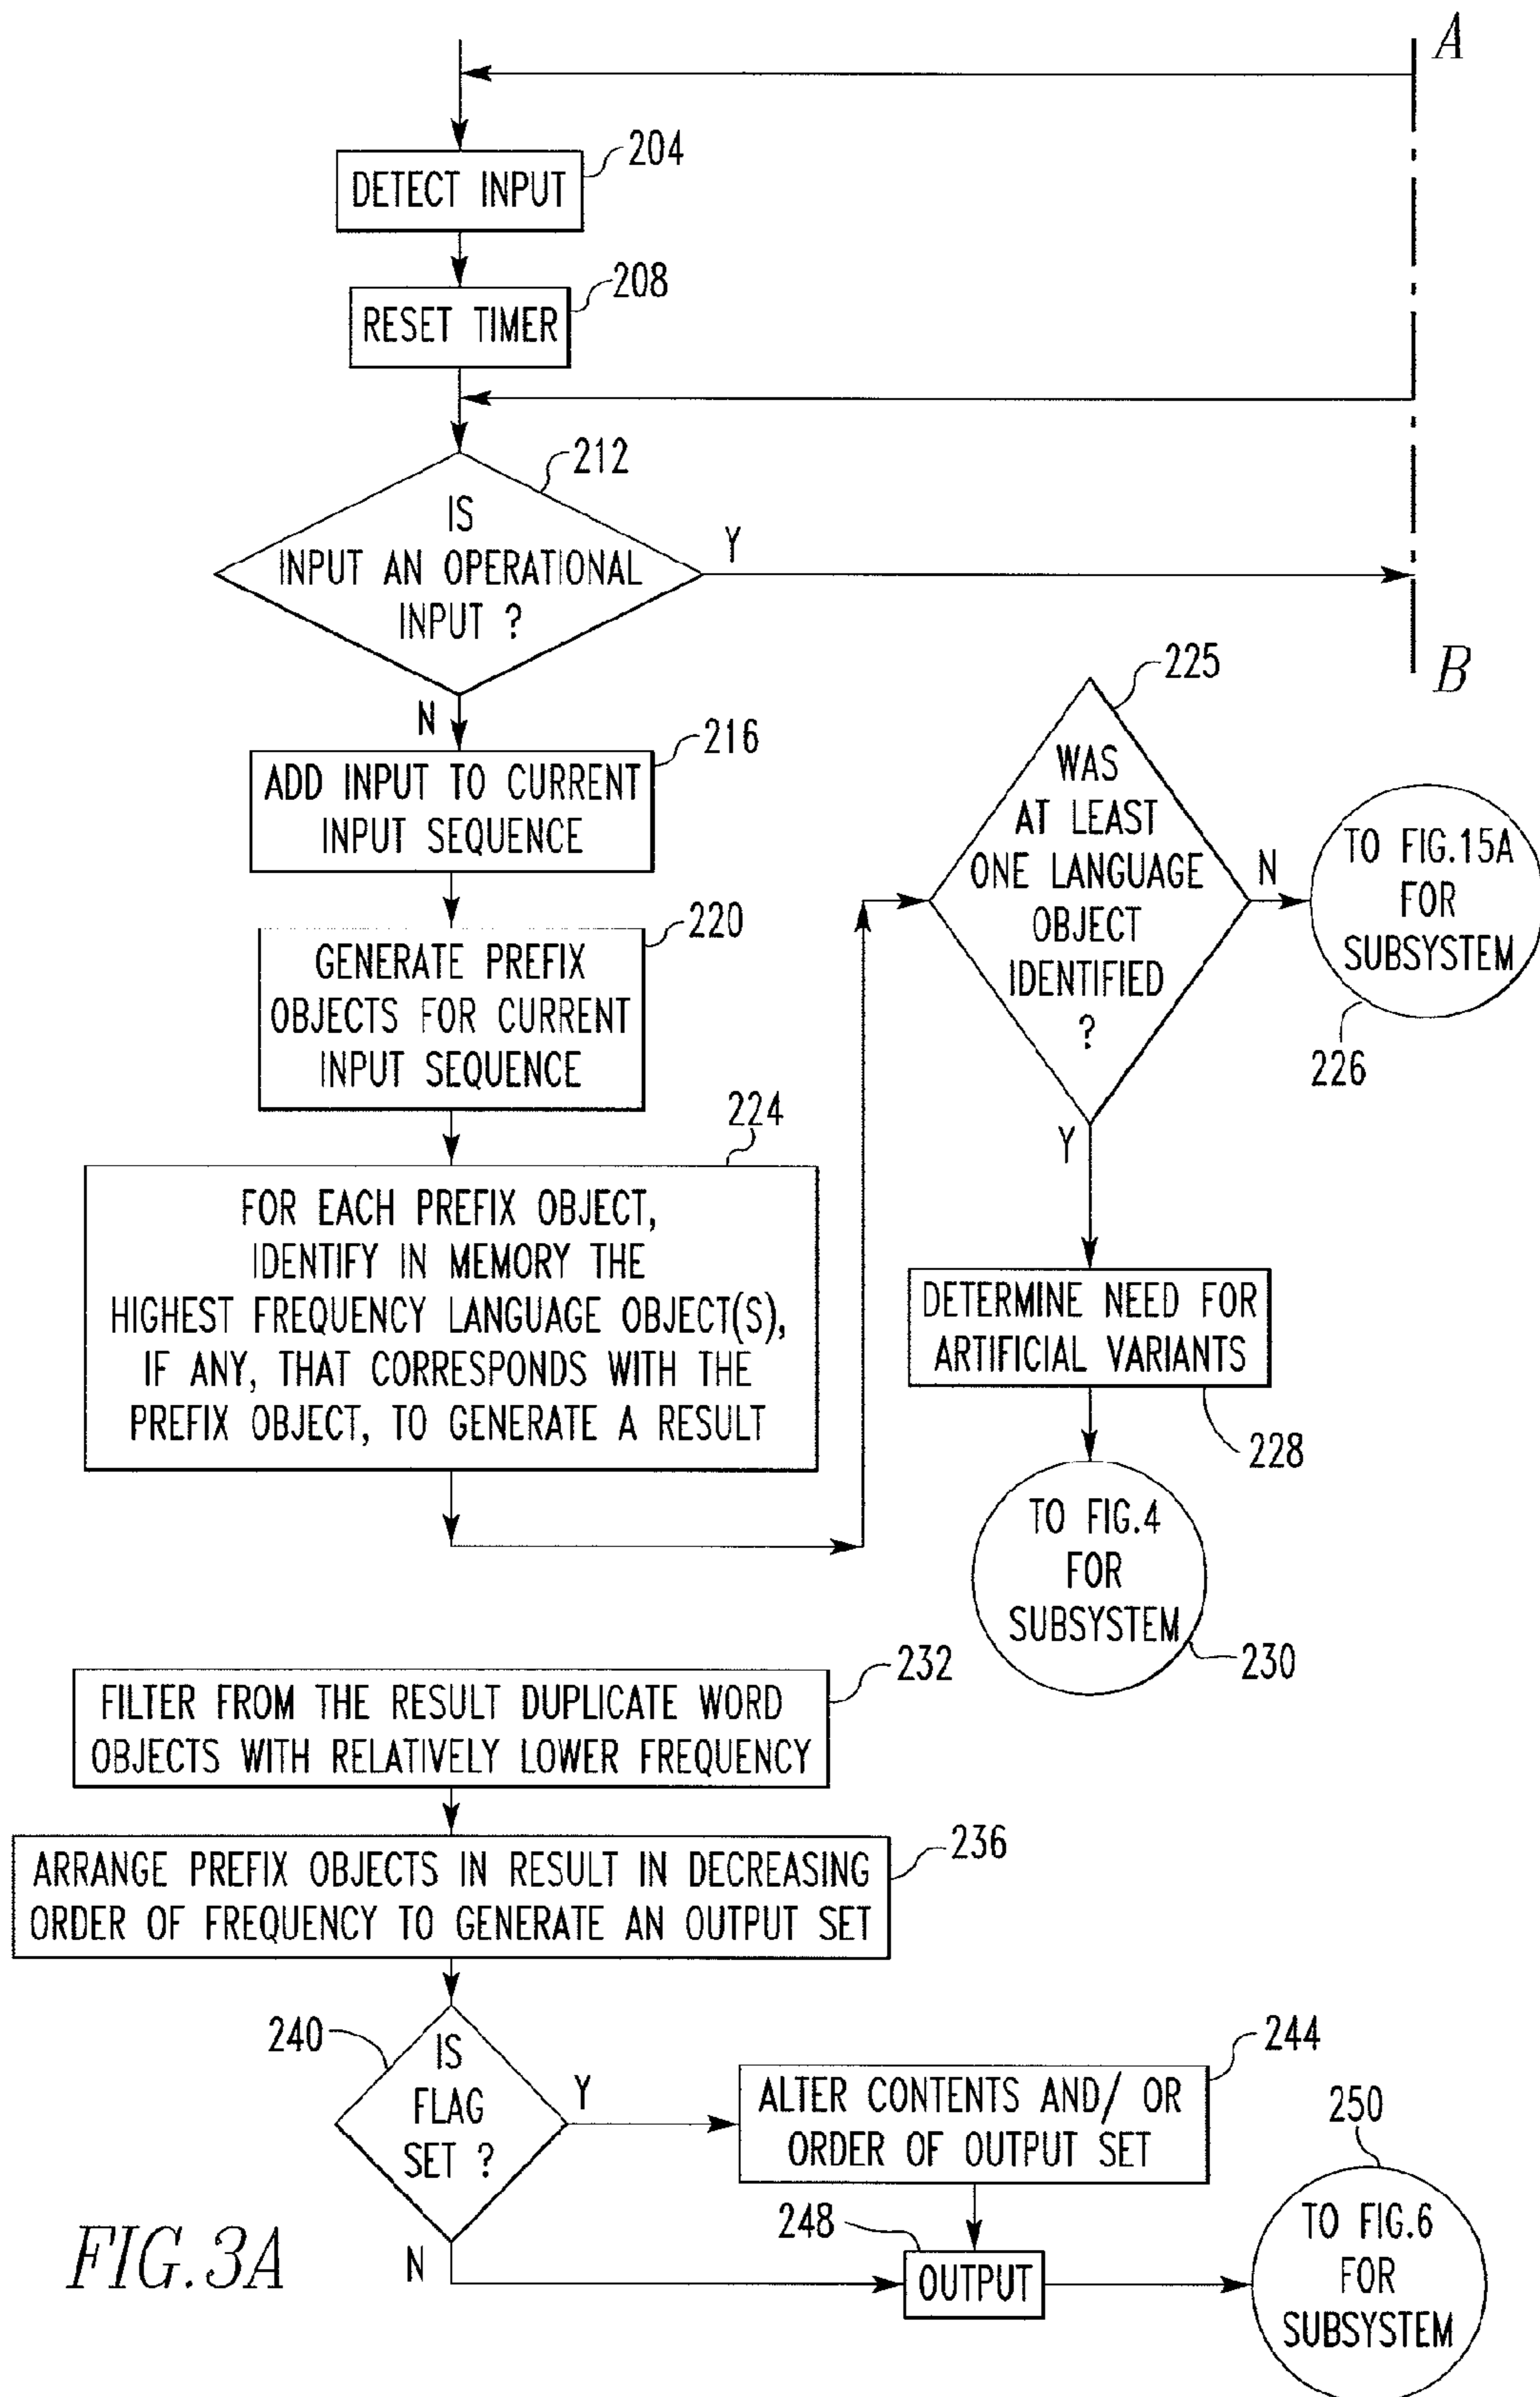 A
204
DETECT INPUT
208
RESET TIMER
212
IS
INPUT AN OPERATIONAL
INPUT ?
Y
B
N
216
ADD INPUT TO CURRENT
INPUT SEQUENCE
220
GENERATE PREFIX
OBJECTS FOR CURRENT
INPUT SEQUENCE
224
FOR EACH PREFIX OBJECT,
IDENTIFY IN MEMORY THE
HIGHEST FREQUENCY LANGUAGE OBJECT(S),
IF ANY, THAT CORRESPONDS WITH THE
PREFIX OBJECT, TO GENERATE A RESULT
225
WAS
AT LEAST
ONE LANGUAGE
OBJECT
IDENTIFIED
?
N
TO FIG.15A
FOR
SUBSYSTEM
226
Y
DETERMINE NEED FOR
ARTIFICIAL VARIANTS
228
TO FIG.4
FOR
SUBSYSTEM
230
232
FILTER FROM THE RESULT DUPLICATE WORD
OBJECTS WITH RELATIVELY LOWER FREQUENCY
236
ARRANGE PREFIX OBJECTS IN RESULT IN DECREASING
ORDER OF FREQUENCY TO GENERATE AN OUTPUT SET
240
IS
FLAG
SET ?
Y
244
ALTER CONTENTS AND/ OR
ORDER OF OUTPUT SET
N
248
OUTPUT
250
TO FIG.6
FOR
SUBSYSTEM
FIG.3A